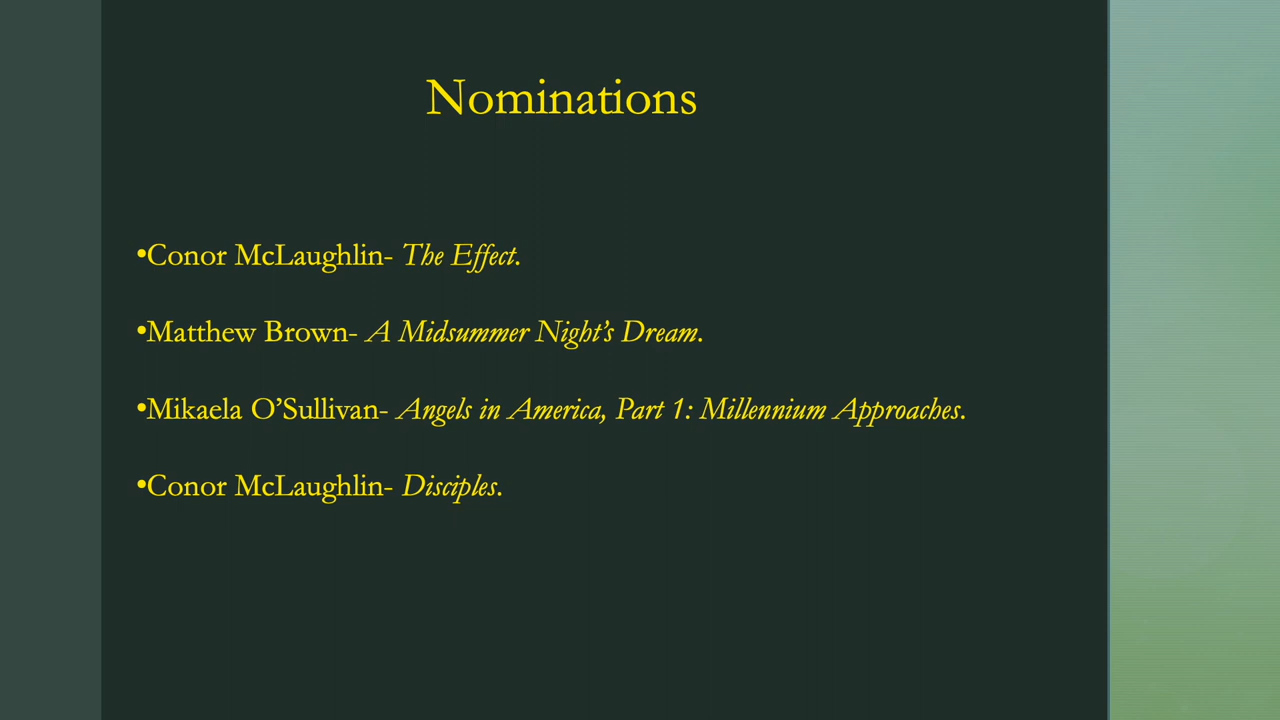 Nominations
•Conor McLaughlin- The Effect.
•Matthew Brown- A Midsummer Night’s Dream.
•Mikaela O’Sullivan- Angels in America, Part 1: Millennium Approaches.
•Conor McLaughlin- Disciples.